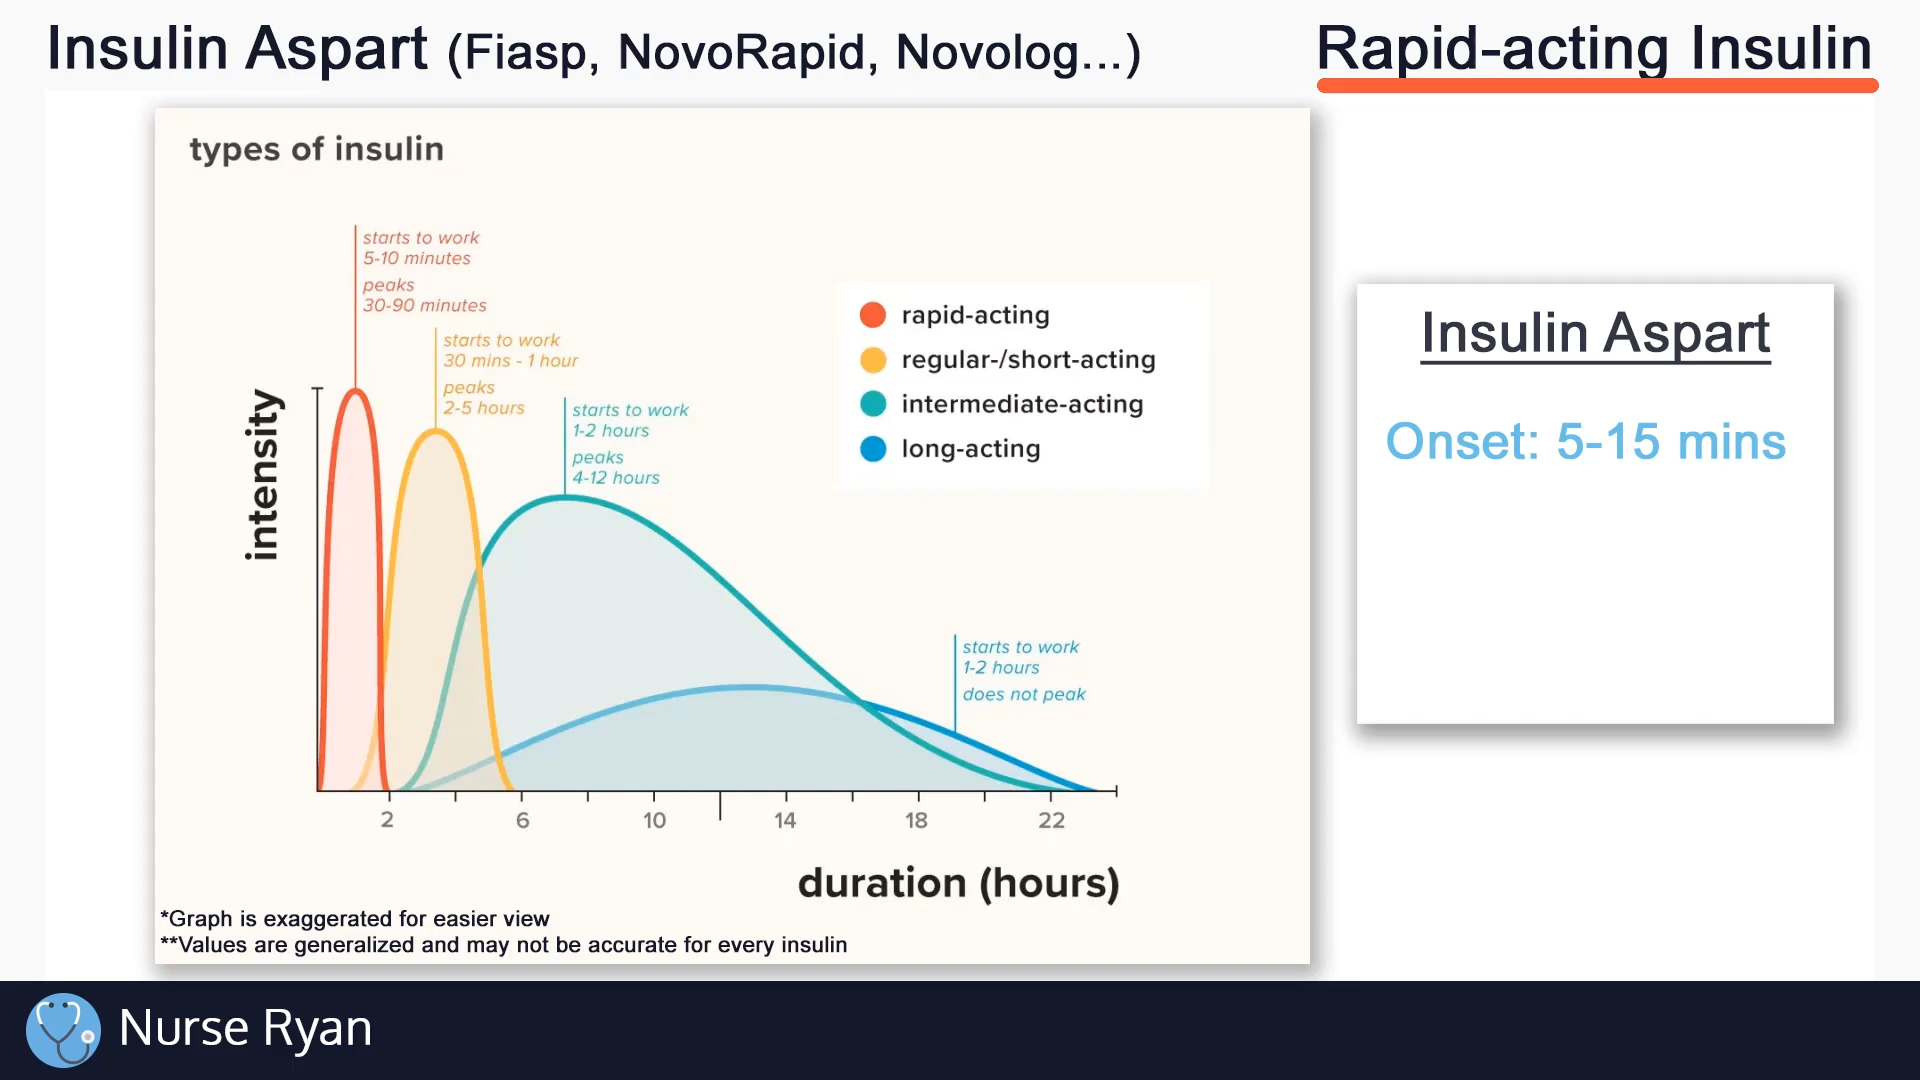 Insulin Aspart (Fiasp, NovoRapid, Novolog...)
Rapid-acting Insulin
types of insulin
starts to work
5-10 minutes
peaks
30-90 minutes
starts to work
30 mins - 1 hour
peaks
2-5 hours
starts to work
1-2 hours
peaks
4-12 hours
rapid-acting
regular-/short-acting
intermediate-acting
long-acting
intensity
starts to work
1-2 hours
does not peak
2 6 10 14 18 22
duration (hours)
*Graph is exaggerated for easier view
**Values are generalized and may not be accurate for every insulin
Insulin Aspart
Onset: 5-15 mins
Nurse Ryan